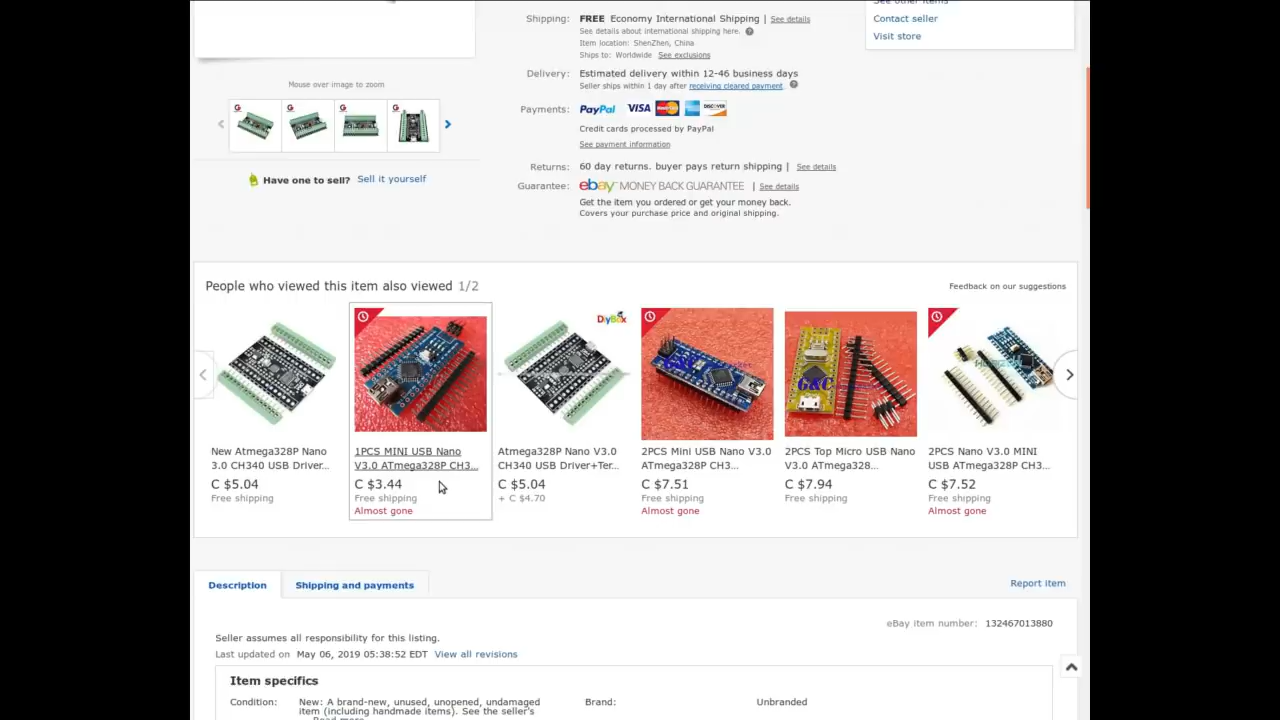 See other items
Contact seller
Visit store
Shipping: FREE Economy International Shipping | See details
See details about international shipping here.
Item location: ShenZhen, China
Ships to: Worldwide See exclusions
Delivery: Estimated delivery within 12-46 business days
Seller ships within 1 day after receiving cleared payment.
Payments: PayPal VISA MasterCard DISCOVER
Credit cards processed by PayPal
See payment information
Returns: 60 day returns. buyer pays return shipping | See details
Guarantee: ebay MONEY BACK GUARANTEE | See details
Get the item you ordered or get your money back.
Covers your purchase price and original shipping.
Mouse over image to zoom
G G G G
Have one to sell? Sell it yourself
People who viewed this item also viewed 1/2
Feedback on our suggestions
New Atmega328P Nano
3.0 CH340 USB Driver...
C $5.04
Free shipping
1PCS MINI USB Nano
V3.0 ATmega328P CH3...
C $3.44
Free shipping
Almost gone
DiyBox
Atmega328P Nano V3.0
CH340 USB Driver+Ter...
C $5.04
+ C $4.70
2PCS Mini USB Nano V3.0
ATmega328P CH3...
C $7.51
Free shipping
Almost gone
G&C
2PCS Top Micro USB Nano
V3.0 ATmega328...
C $7.94
Free shipping
2PCS Nano V3.0 MINI
USB ATmega328P CH3...
C $7.52
Free shipping
Almost gone
Description
Shipping and payments
Report item
eBay item number: 132467013880
Seller assumes all responsibility for this listing.
Last updated on May 06, 2019 05:38:52 EDT View all revisions
Item specifics
Condition: New: A brand-new, unused, unopened, undamaged
item (including handmade items). See the seller's
... Read more
Brand: Unbranded